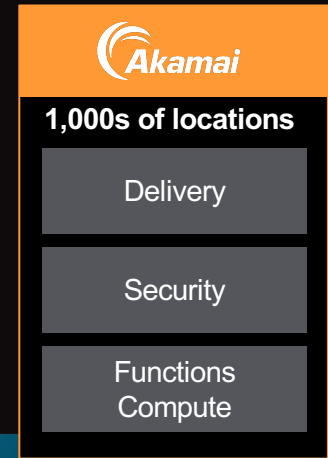 Akamai
1,000s of locations
Delivery
Security
Functions
Compute